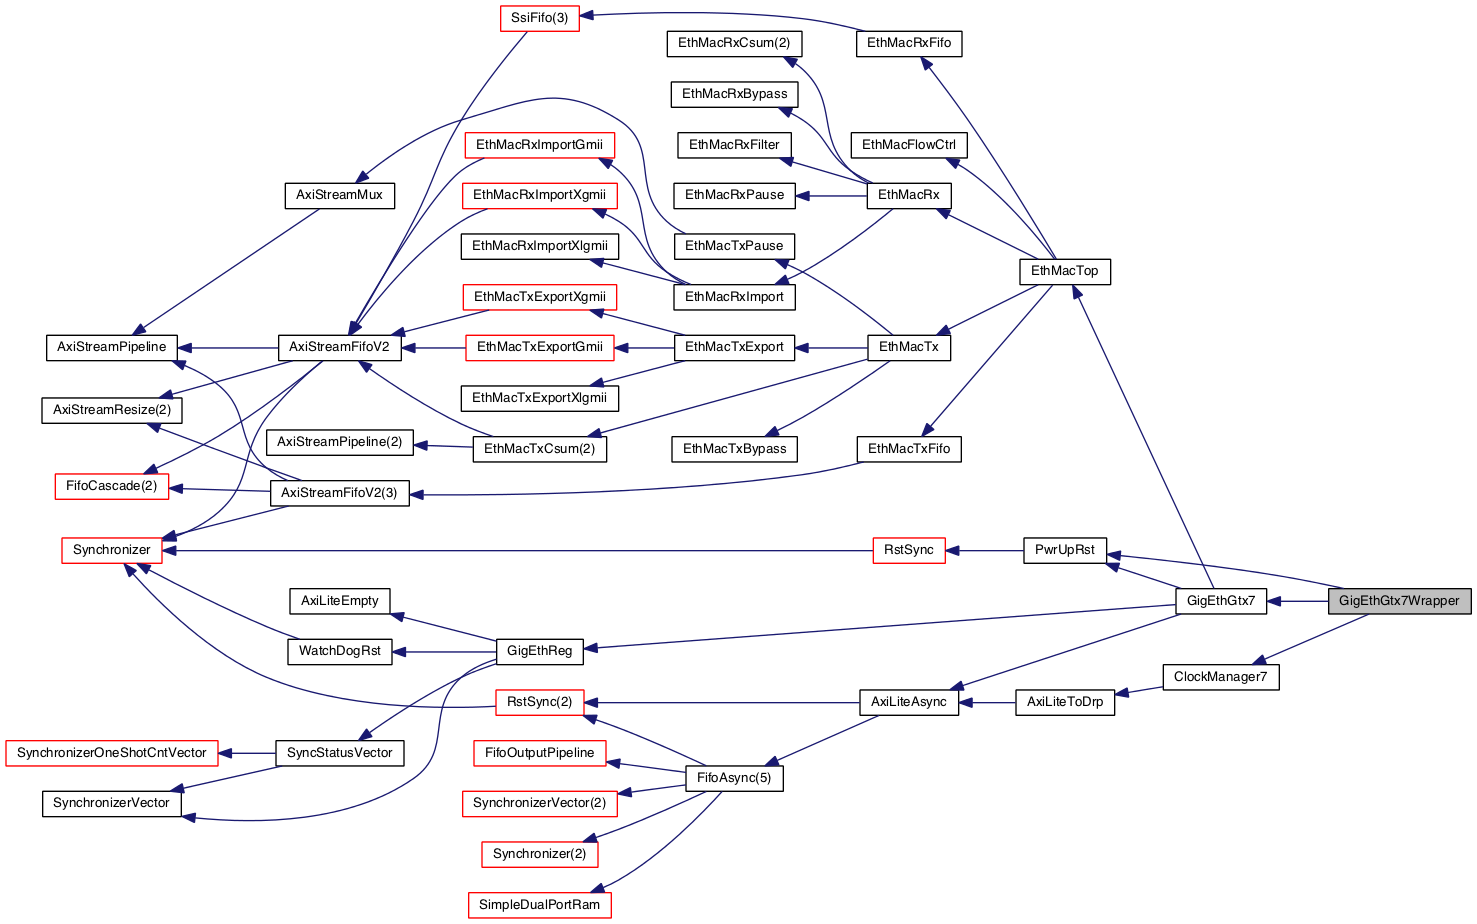 SsiFifo(3)
EthMacRxCsum(2)
EthMacRxFifo
EthMacRxBypass
EthMacRxImportGmii
EthMacRxFilter
EthMacFlowCtrl
AxiStreamMux
EthMacRxImportXgmii
EthMacRxPause
EthMacRx
EthMacRxImportXlgmii
EthMacTxPause
EthMacTop
EthMacTxExportXgmii
EthMacRxImport
AxiStreamPipeline
AxiStreamFifoV2
EthMacTxExportGmii
EthMacTxExport
EthMacTx
EthMacTxExportXlgmii
AxiStreamResize(2)
AxiStreamPipeline(2)
EthMacTxCsum(2)
EthMacTxBypass
EthMacTxFifo
FifoCascade(2)
AxiStreamFifoV2(3)
Synchronizer
RstSync
PwrUpRst
AxiLiteEmpty
GigEthGtx7
GigEthGtx7Wrapper
WatchDogRst
GigEthReg
ClockManager7
RstSync(2)
AxiLiteAsync
AxiLiteToDrp
SynchronizerOneShotCntVector
SyncStatusVector
FifoOutputPipeline
FifoAsync(5)
SynchronizerVector
SynchronizerVector(2)
Synchronizer(2)
SimpleDualPortRam